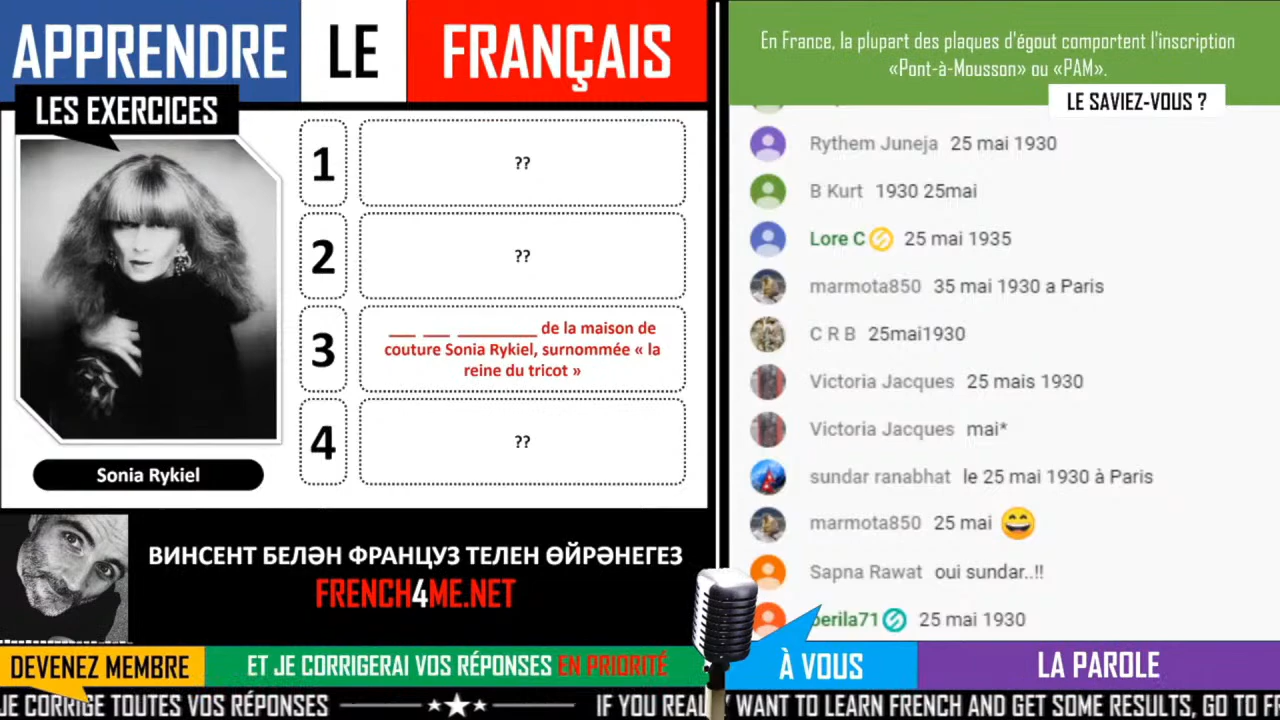 APPRENDRE LE FRANÇAIS
LES EXERCICES
Sonia Rykiel
1 ??
2 ??
3 ___ ___ _________ de la maison de
couture Sonia Rykiel, surnommée « la
reine du tricot »
4 ??
ВИНСЕНТ БЕЛӘН ФРАНЦУЗ ТЕЛЕН ӨЙРӘНЕГЕЗ
FRENCH4ME.NET
En France, la plupart des plaques d'égout comportent l'inscription
«Pont-à-Mousson» ou «PAM».
LE SAVIEZ-VOUS ?
Rythem Juneja 25 mai 1930
B Kurt 1930 25mai
Lore C 25 mai 1935
marmota850 35 mai 1930 a Paris
C R B 25mai1930
Victoria Jacques 25 mais 1930
Victoria Jacques mai*
sundar ranabhat le 25 mai 1930 à Paris
marmota850 25 mai 😄
Sapna Rawat oui sundar..!!
perila71 25 mai 1930
DEVENEZ MEMBRE ET JE CORRIGERAI VOS RÉPONSES EN PRIORITÉ
À VOUS LA PAROLE
JE CORRIGE TOUTES VOS RÉPONSES IF YOU REAL WANT TO LEARN FRENCH AND GET SOME RESULTS, GO TO